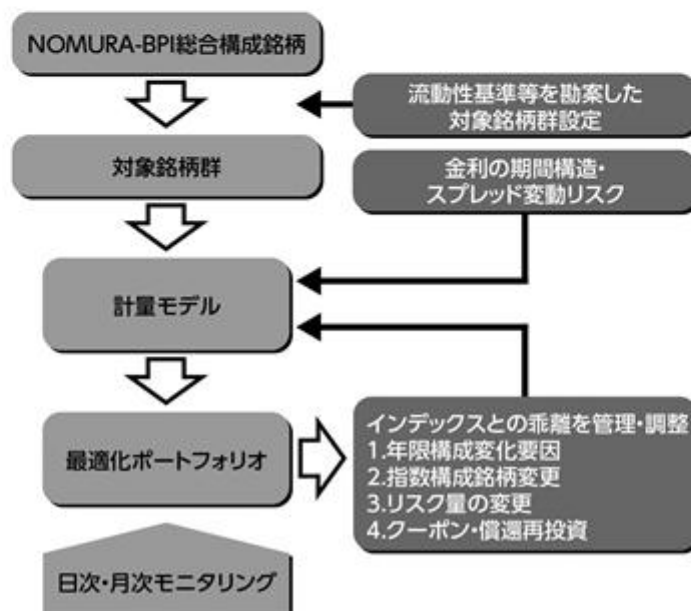 NOMURA-BPI総合構成銘柄
流動性基準等を勘案した
対象銘柄群設定
対象銘柄群
金利の期間構造・
スプレッド変動リスク
計量モデル
最適化ポートフォリオ
インデックスとの乖離を管理・調整
1.年限構成変化要因
2.指数構成銘柄変更
3.リスク量の変更
4.クーポン・償還再投資
日次・月次モニタリング